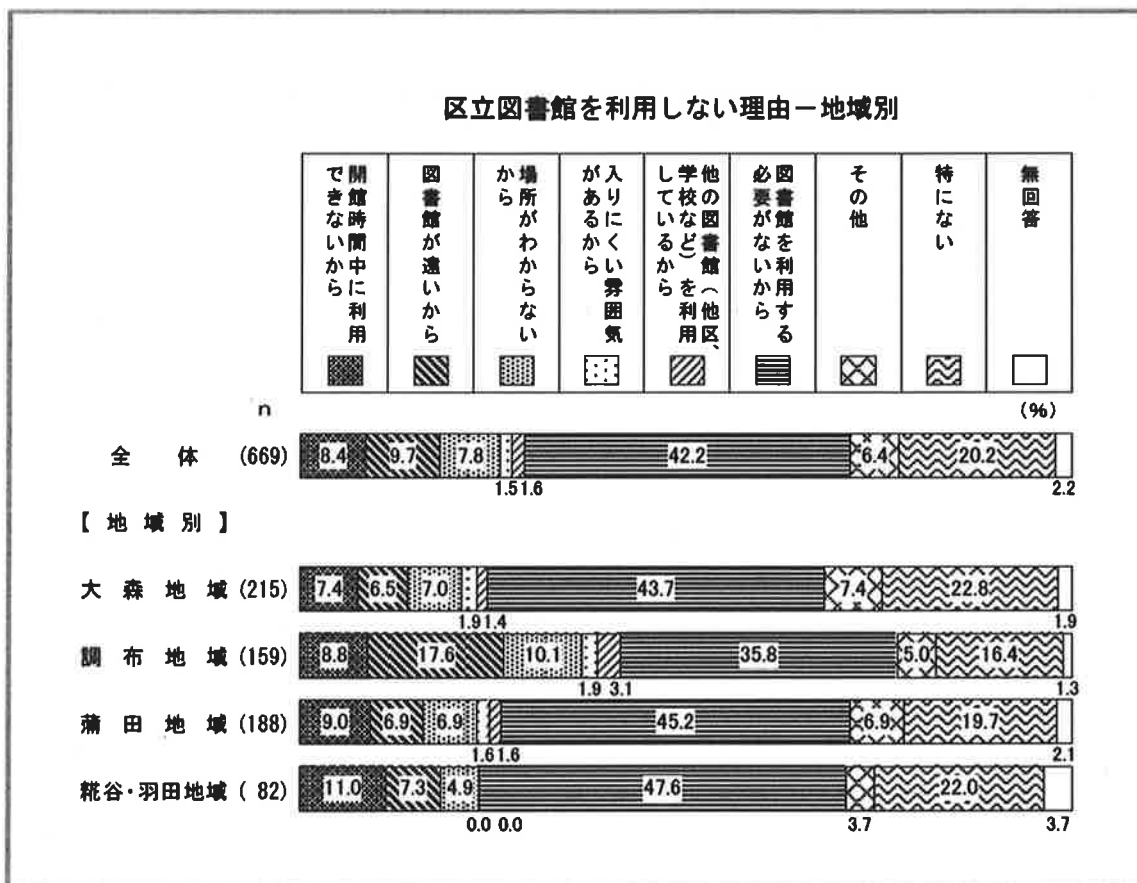 区立図書館を利用しない理由－地域別
開館時間中に利用
できないから
図書館が遠いから
場所がわからない
から
入りにくい雰囲気
があるから
他の図書館（他区、
学校など）を利用
しているから
図書館を利用する
必要がないから
その他
特にない
無回答
n
(%)
全体 (669) 8.4 9.7 7.8 42.2 6.4 20.2
1.5 1.6 2.2
【地域別】
大森地域 (215) 7.4 6.5 7.0 43.7 7.4 22.8
1.9 1.4 1.9
調布地域 (159) 8.8 17.6 10.1 35.8 5.0 16.4
1.9 3.1 1.3
蒲田地域 (188) 9.0 6.9 6.9 45.2 6.9 19.7
1.6 1.6 2.1
糀谷・羽田地域 ( 82) 11.0 7.3 4.9 47.6 22.0
0.0 0.0 3.7 3.7